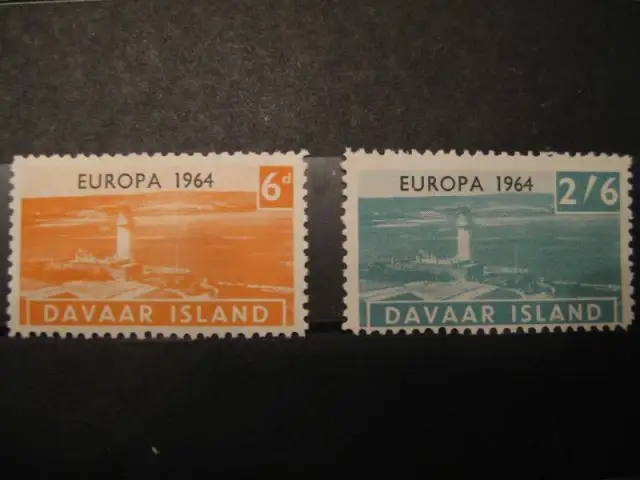 EUROPA 1964
6d
DAVAAR ISLAND
EUROPA 1964
2/6
DAVAAR ISLAND